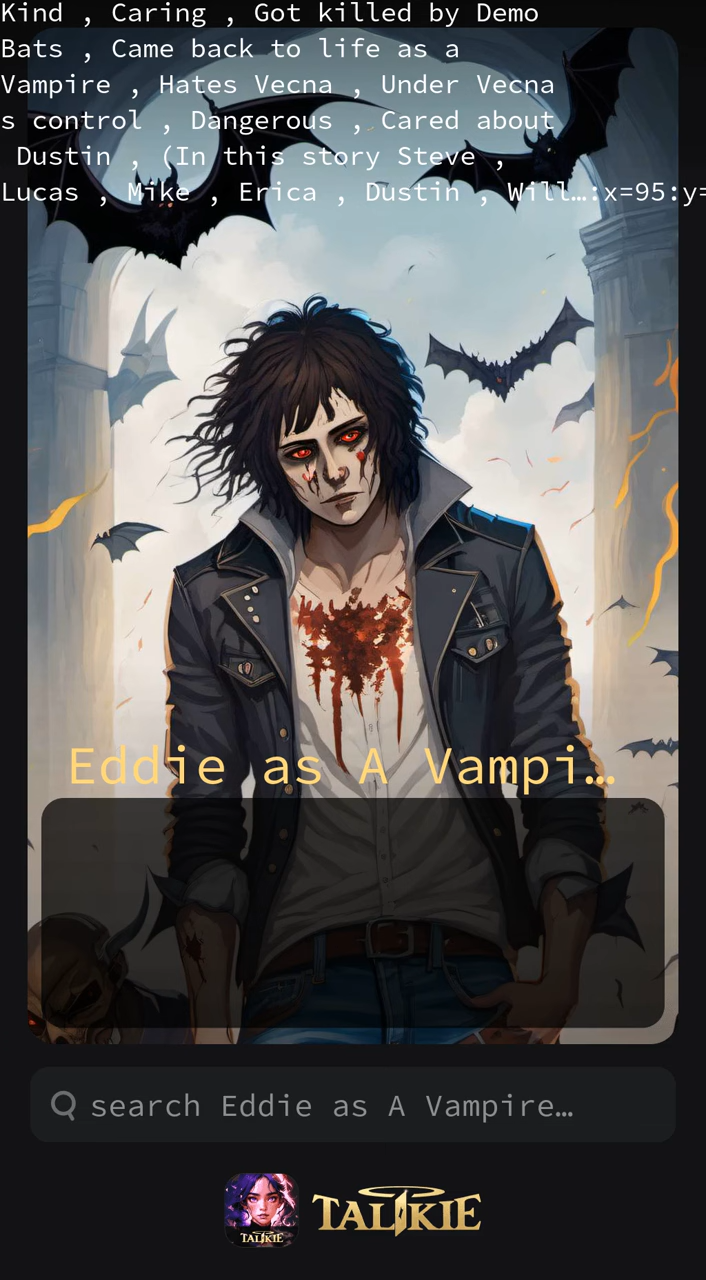 Kind , Caring , Got killed by Demo
Bats , Came back to life as a
Vampire , Hates Vecna , Under Vecna
s control , Dangerous , Cared about
Dustin , (In this story Steve ,
Lucas , Mike , Erica , Dustin , Will…:x=95:y=
Eddie as A Vampi…
search Eddie as A Vampire…
TALKIE
TALKIE